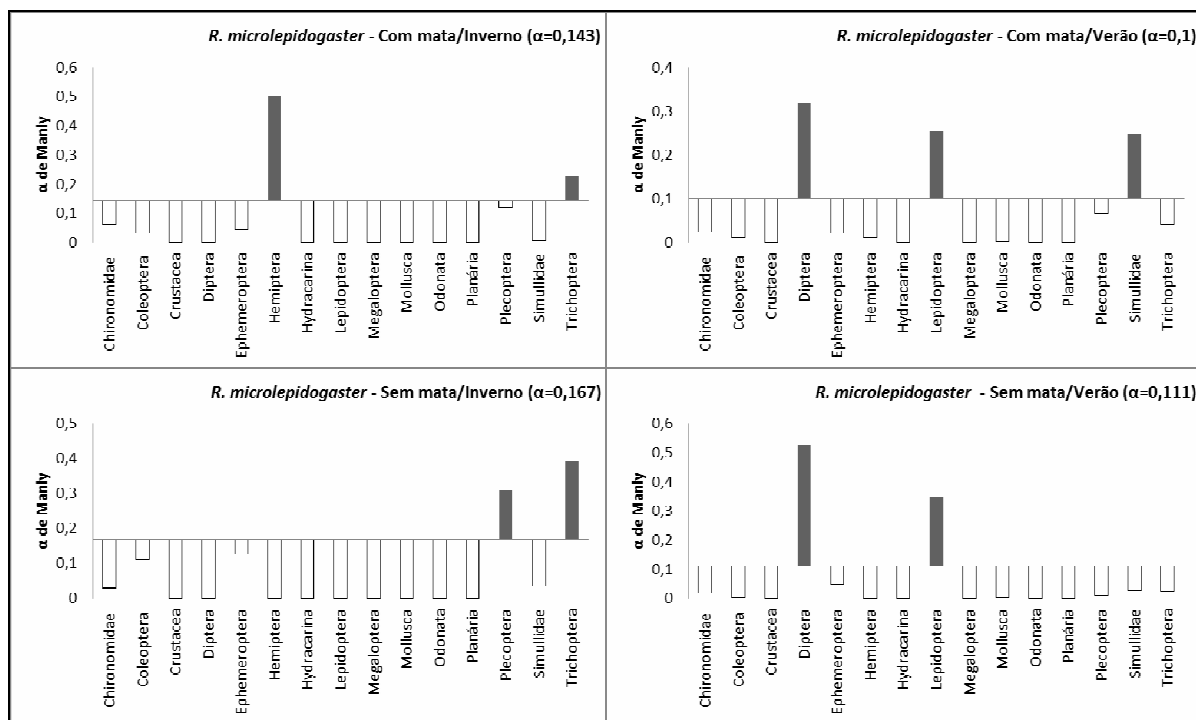 R. microlepidogaster - Com mata/Inverno (α=0,143)
α de Manly
0,6
0,5
0,4
0,3
0,2
0,1
0
Chironomidae
Coleoptera
Crustacea
Diptera
Ephemeroptera
Hemiptera
Hydracarina
Lepidoptera
Megaloptera
Mollusca
Odonata
Planária
Plecoptera
Simullidae
Trichoptera
R. microlepidogaster - Com mata/Verão (α=0,1)
α de Manly
0,4
0,3
0,2
0,1
0
Chironomidae
Coleoptera
Crustacea
Diptera
Ephemeroptera
Hemiptera
Hydracarina
Lepidoptera
Megaloptera
Mollusca
Odonata
Planária
Plecoptera
Simullidae
Trichoptera
R. microlepidogaster - Sem mata/Inverno (α=0,167)
α de Manly
0,5
0,4
0,3
0,2
0,1
0
Chironomidae
Coleoptera
Crustacea
Diptera
Ephemeroptera
Hemiptera
Hydracarina
Lepidoptera
Megaloptera
Mollusca
Odonata
Planária
Plecoptera
Simullidae
Trichoptera
R. microlepidogaster - Sem mata/Verão (α=0,111)
α de Manly
0,6
0,5
0,4
0,3
0,2
0,1
0
Chironomidae
Coleoptera
Crustacea
Diptera
Ephemeroptera
Hemiptera
Hydracarina
Lepidoptera
Megaloptera
Mollusca
Odonata
Planária
Plecoptera
Simullidae
Trichoptera